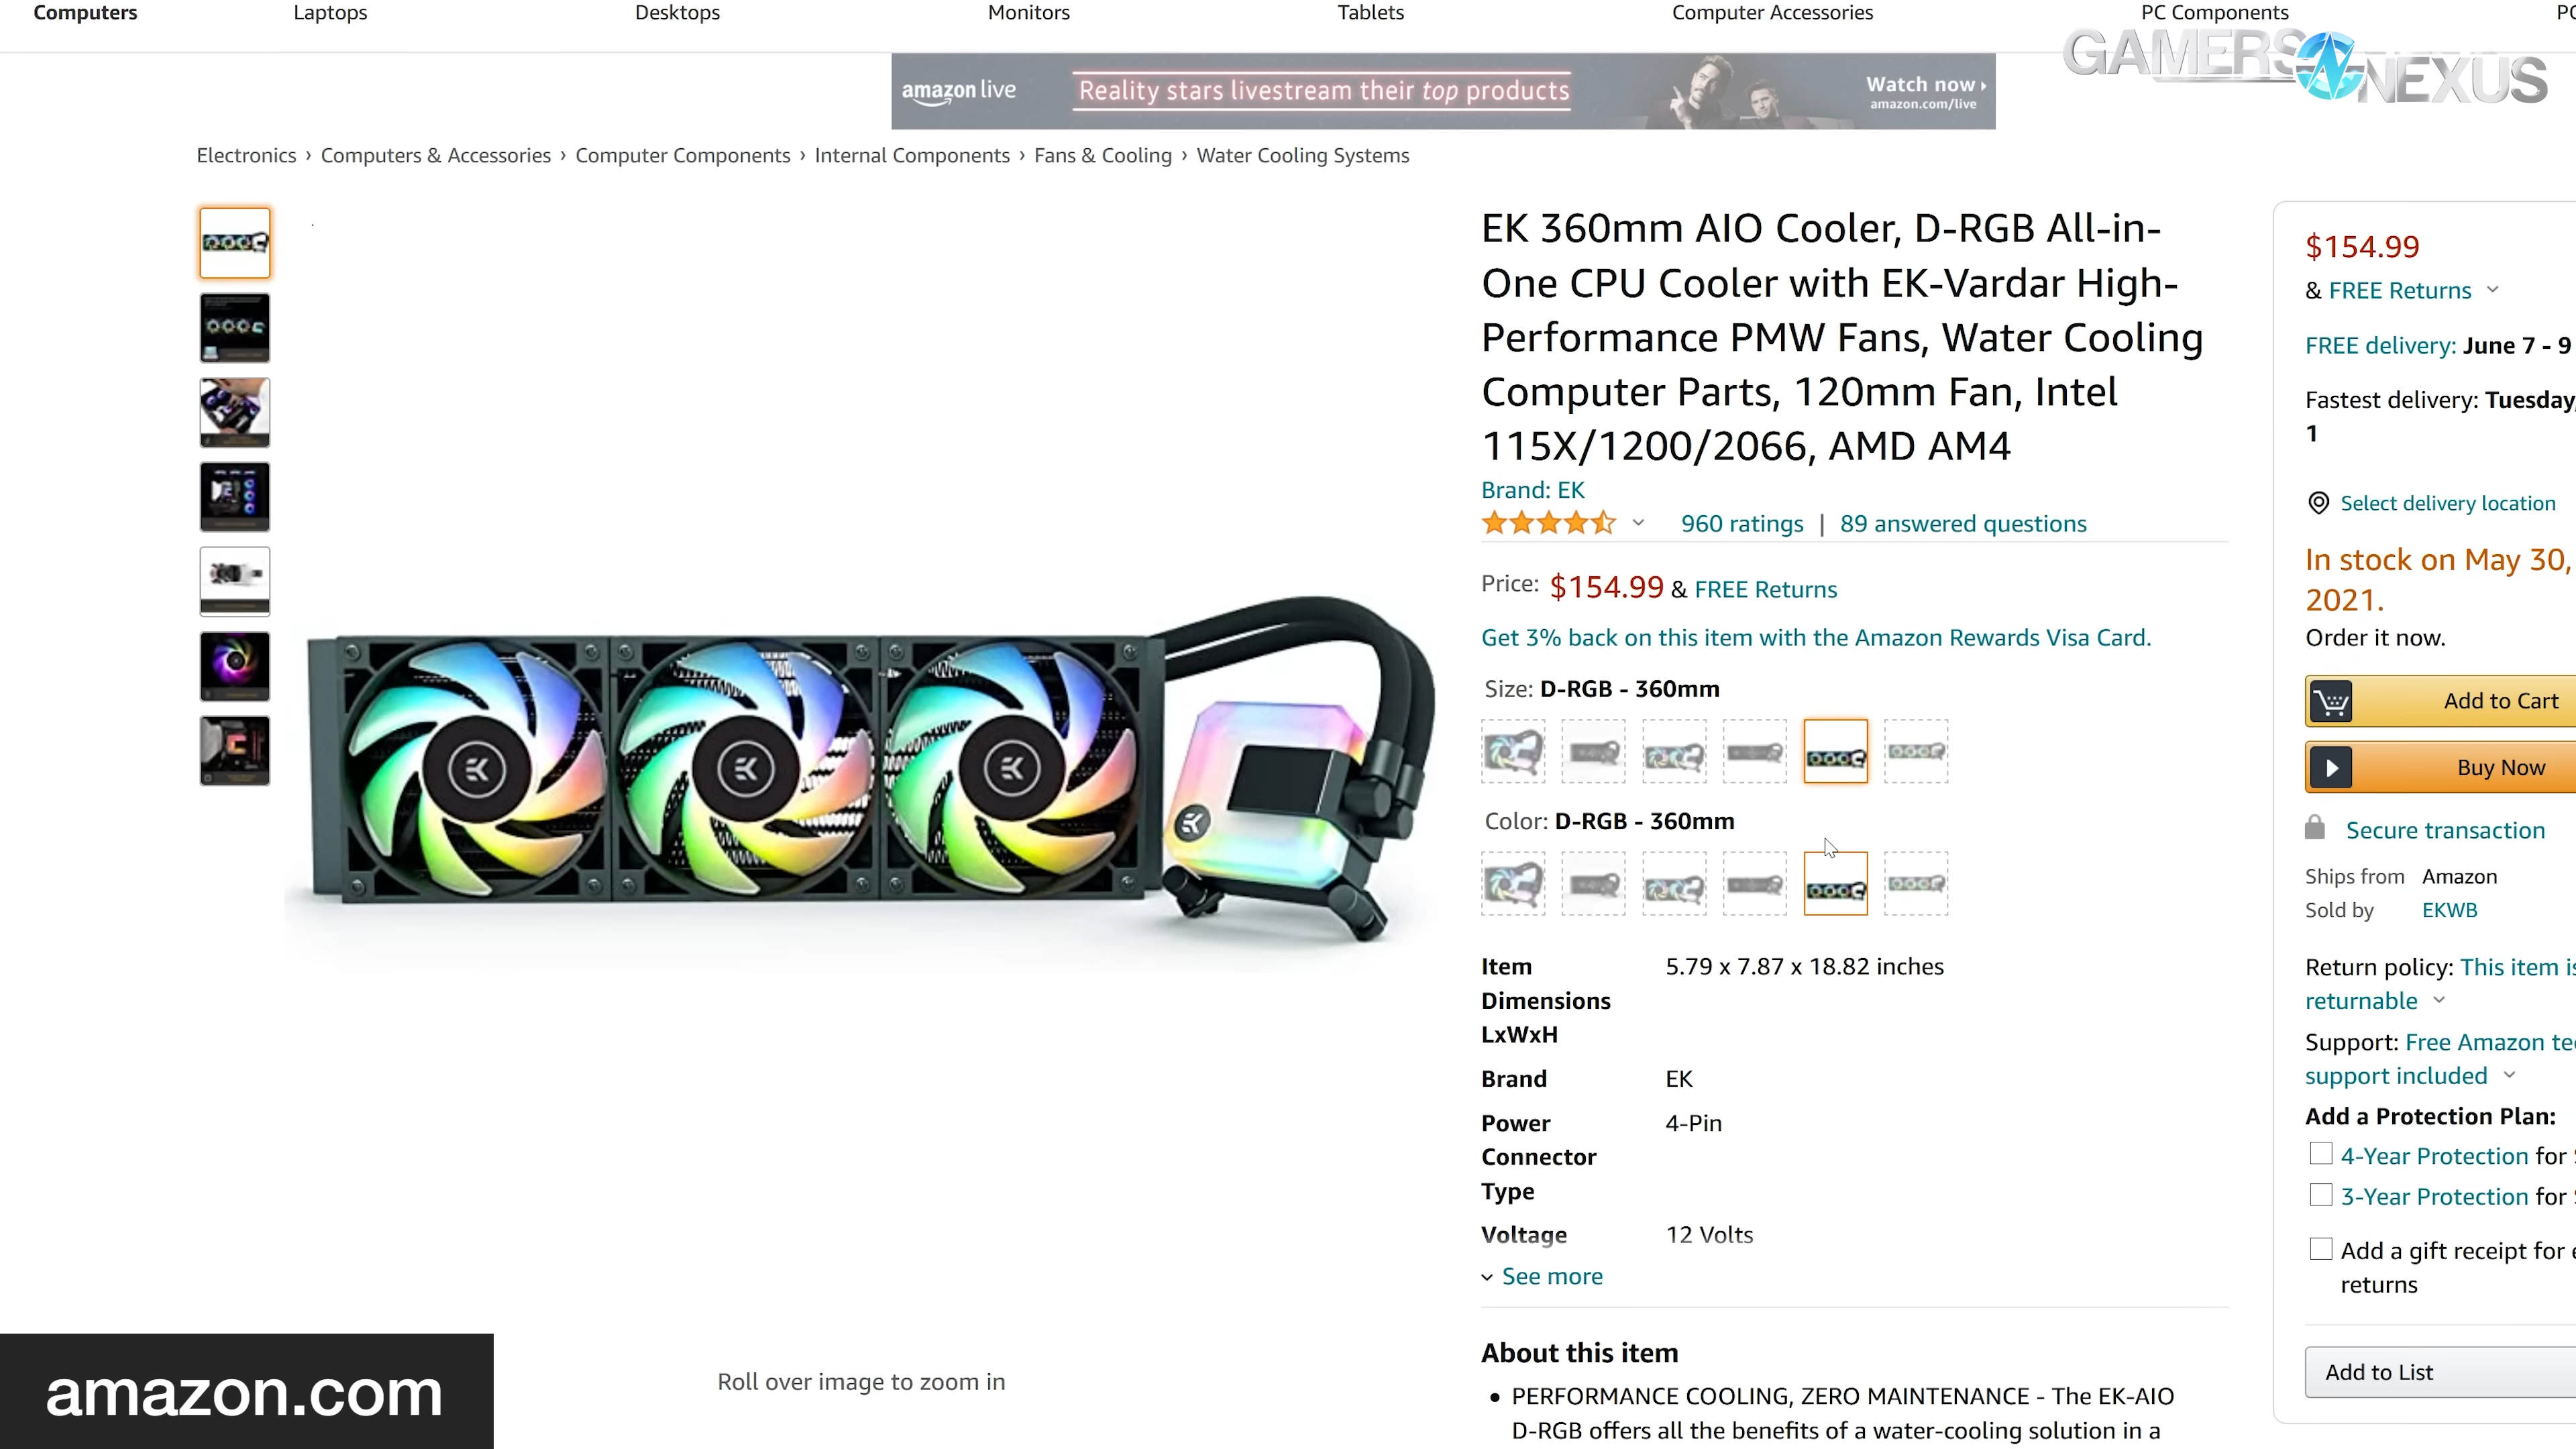 Computers
Laptops
Desktops
Monitors
Tablets
Computer Accessories
PC Components
PC
GAMERS NEXUS
amazon live
Reality stars livestream their top products
Watch now
amazon.com/live
Electronics › Computers & Accessories › Computer Components › Internal Components › Fans & Cooling › Water Cooling Systems
EK 360mm AIO Cooler, D-RGB All-in-
One CPU Cooler with EK-Vardar High-
Performance PMW Fans, Water Cooling
Computer Parts, 120mm Fan, Intel
115X/1200/2066, AMD AM4
Brand: EK
960 ratings | 89 answered questions
Price: $154.99 & FREE Returns
Get 3% back on this item with the Amazon Rewards Visa Card.
Size: D-RGB - 360mm
Color: D-RGB - 360mm
Item 5.79 x 7.87 x 18.82 inches
Dimensions
LxWxH
Brand EK
Power 4-Pin
Connector
Type
Voltage 12 Volts
See more
About this item
• PERFORMANCE COOLING, ZERO MAINTENANCE - The EK-AIO
D-RGB offers all the benefits of a water-cooling solution in a
$154.99
& FREE Returns
FREE delivery: June 7 - 9
Fastest delivery: Tuesday,
1
Select delivery location
In stock on May 30,
2021.
Order it now.
Add to Cart
Buy Now
Secure transaction
Ships from Amazon
Sold by EKWB
Return policy: This item is
returnable
Support: Free Amazon te
support included
Add a Protection Plan:
4-Year Protection for
3-Year Protection for
Add a gift receipt for
returns
Add to List
Roll over image to zoom in
amazon.com